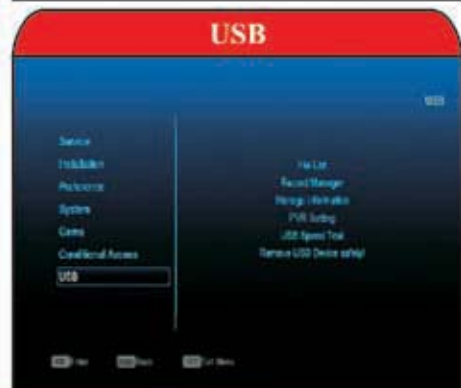 USB
USB
Service
Installation
Preference
System
Game
Conditional Access
USB
File List
Record Manager
Storage Information
PVR Setting
USB Speed Test
Remove USB Device safely!
Exit Menu